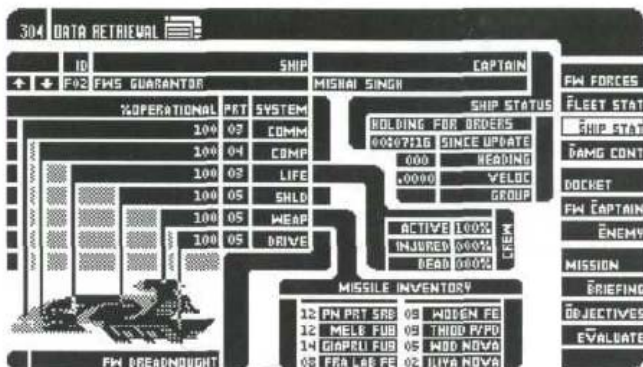 304 DATA RETRIEVAL
ID SHIP CAPTAIN
F02 FWS GUARANTOR MISHAI SINGH
%OPERATIONAL PRT SYSTEM
100 03 COMM
100 04 COMP
100 03 LIFE
100 05 SHLD
100 05 WEAP
100 05 DRIVE
FW DREADNOUGHT
SHIP STATUS
HOLDING FOR ORDERS
00:07:16 SINCE UPDATE
000 HEADING
.0000 VELOC
GROUP
ACTIVE 100%
INJURED 000%
DEAD 000%
CREW
MISSILE INVENTORY
12 PN PRT SRB 09 WODEN FE
12 MELB FUB 09 THIOD P/PD
14 GIAPRLI FUB 05 WOD NOVA
08 FRA LAB FE 02 ILIYA NOVA
FW FORCES
FLEET STA
SHIP STA
DAMG CONT
DOCKET
FW CAPTAIN
ENEMY
MISSION
BRIEFING
OBJECTIVES
EVALUATE